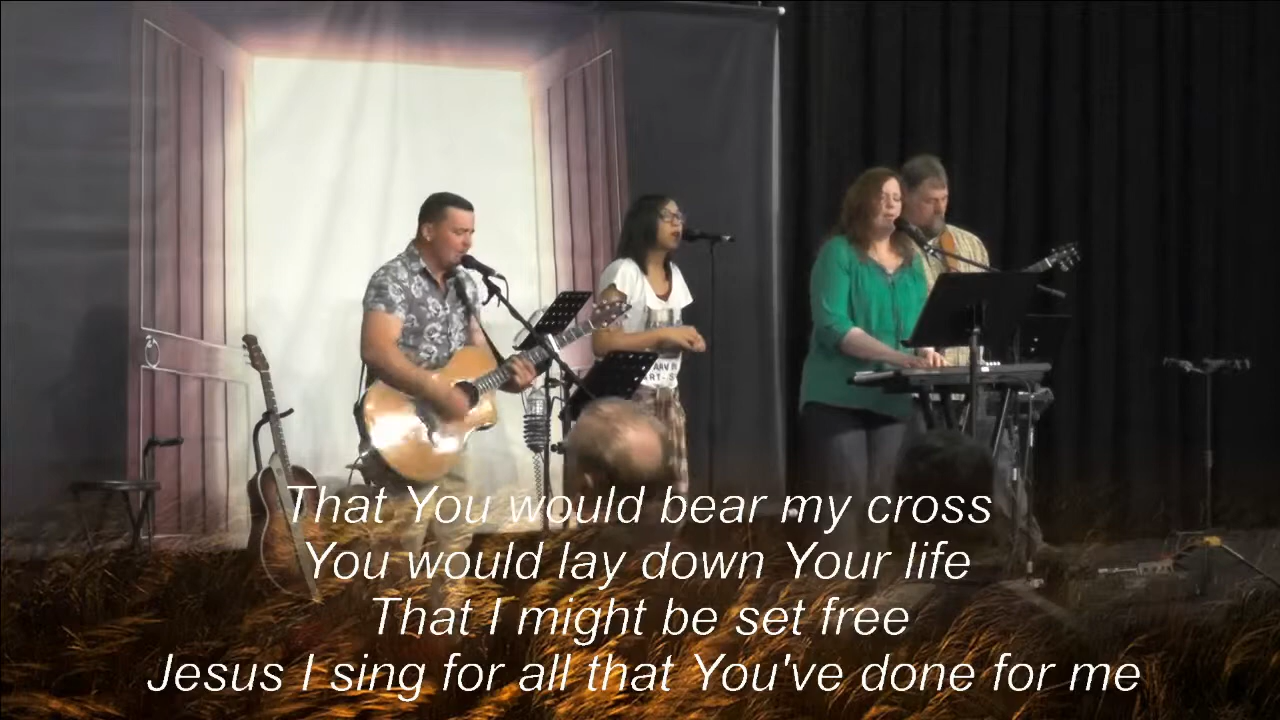 That You would bear my cross
You would lay down Your life
That I might be set free
Jesus I sing for all that You've done for me